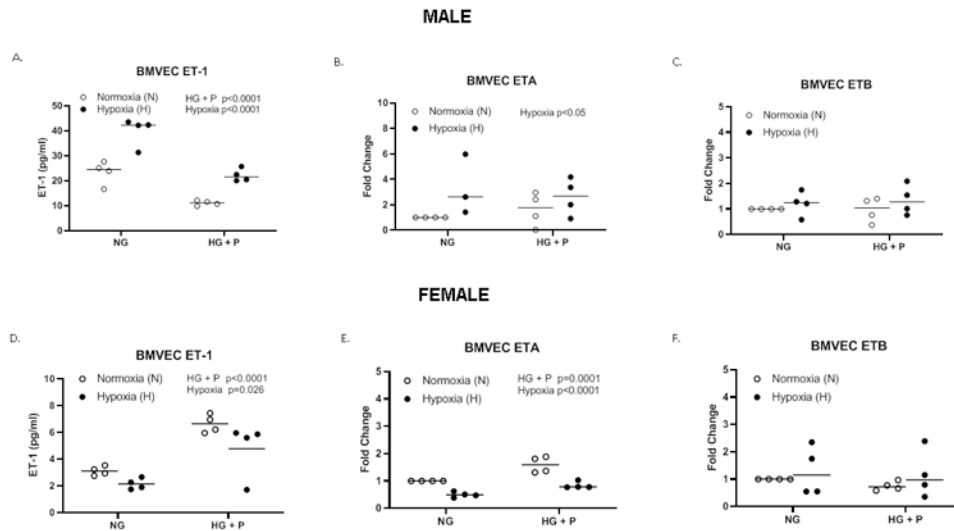 MALE
A.
BMVEC ET-1
Normoxia (N)
Hypoxia (H)
HG + P p<0.0001
Hypoxia p<0.0001
ET-1 (pg/ml)
50
40
30
20
10
0
NG
HG + P
B.
BMVEC ETA
Normoxia (N)
Hypoxia (H)
Hypoxia p<0.05
Fold Change
10
8
6
4
2
0
NG
HG + P
C.
BMVEC ETB
Normoxia (N)
Hypoxia (H)
Fold Change
5
4
3
2
1
0
NG
HG + P
FEMALE
D.
BMVEC ET-1
Normoxia (N)
Hypoxia (H)
HG + P p<0.0001
Hypoxia p=0.026
ET-1 (pg/ml)
10
8
6
4
2
0
NG
HG + P
E.
BMVEC ETA
Normoxia (N)
Hypoxia (H)
HG + P p=0.0001
Hypoxia p<0.0001
Fold Change
5
4
3
2
1
0
NG
HG + P
F.
BMVEC ETB
Normoxia (N)
Hypoxia (H)
Fold Change
5
4
3
2
1
0
NG
HG + P